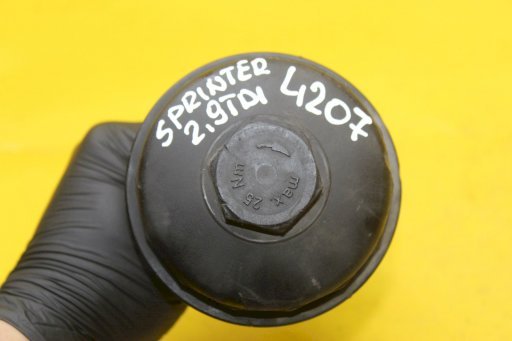 SPRINTER
2,9TDI
4207
max. 25 Nm